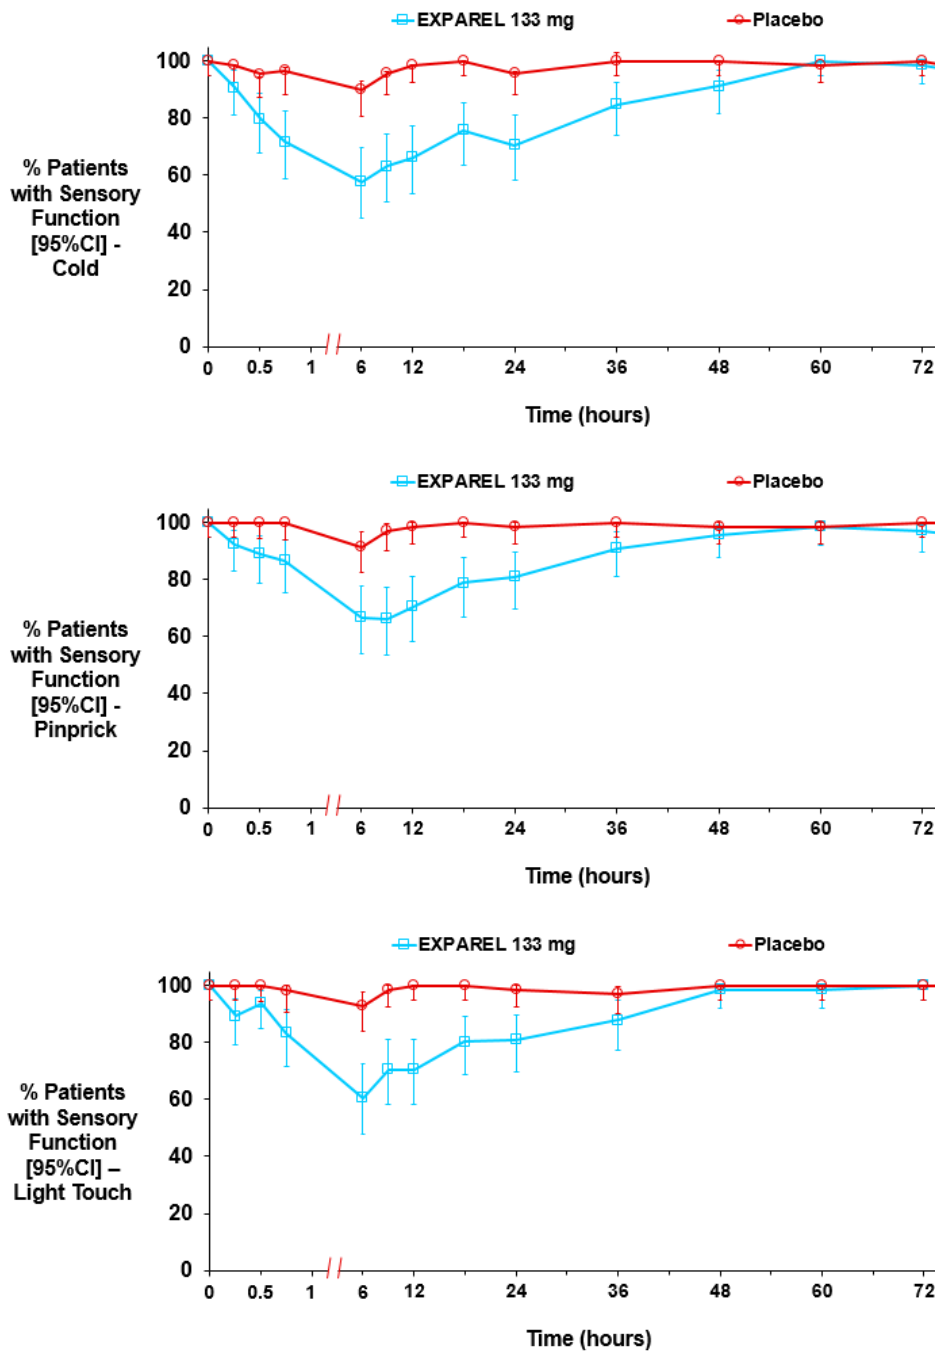 EXPAREL 133 mg Placebo
100
80
60
40
20
0
% Patients
with Sensory
Function
[95%CI] -
Cold
0 0.5 1 6 12 24 36 48 60 72
Time (hours)
EXPAREL 133 mg Placebo
100
80
60
40
20
0
% Patients
with Sensory
Function
[95%CI] -
Pinprick
0 0.5 1 6 12 24 36 48 60 72
Time (hours)
EXPAREL 133 mg Placebo
100
80
60
40
20
0
% Patients
with Sensory
Function
[95%CI] –
Light Touch
0 0.5 1 6 12 24 36 48 60 72
Time (hours)